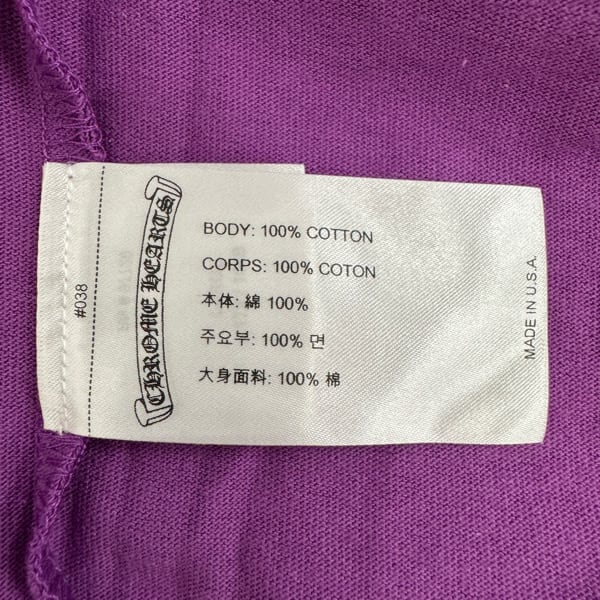 #038
CHROME HEARTS
BODY: 100% COTTON
CORPS: 100% COTON
本体: 綿 100%
주요부: 100% 면
大身面料: 100% 棉
MADE IN U.S.A.